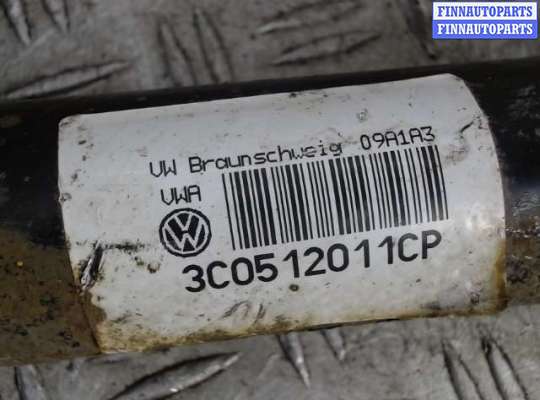 FINNAUTOPARTS
FINNAUTOPARTS
VW Braunschweig 09A1A3
VWA
3C0512011CP